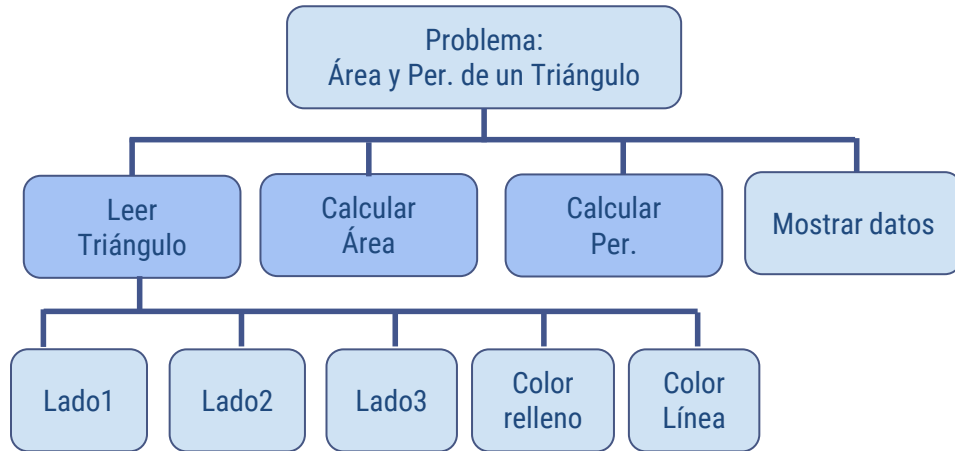 Problema:
Área y Per. de un Triángulo
Leer
Triángulo
Calcular
Área
Calcular
Per.
Mostrar datos
Lado1
Lado2
Lado3
Color
relleno
Color
Línea